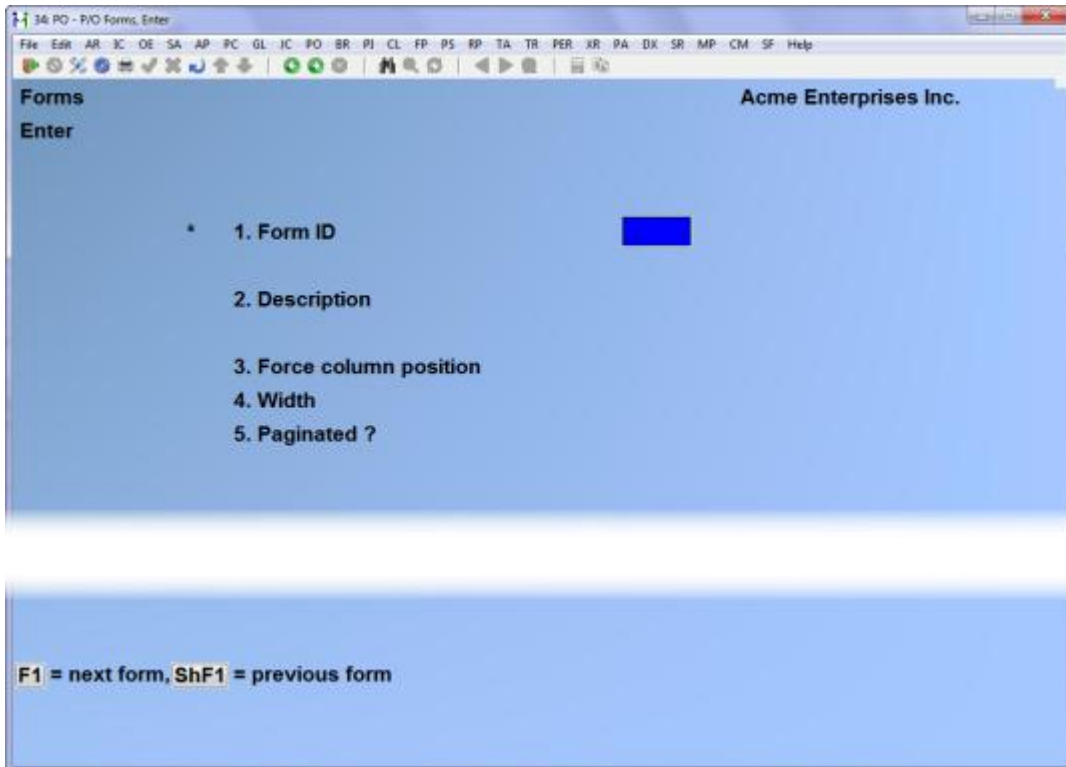 34: PO - P/O Forms, Enter
File Edit AR IC OE SA AP PC GL JC PO BR PJ CL FP PS RP TA TR PER XR PA DX SR MP CM SF Help
Forms Acme Enterprises Inc.
Enter
* 1. Form ID
2. Description
3. Force column position
4. Width
5. Paginated ?
F1 = next form, ShF1 = previous form